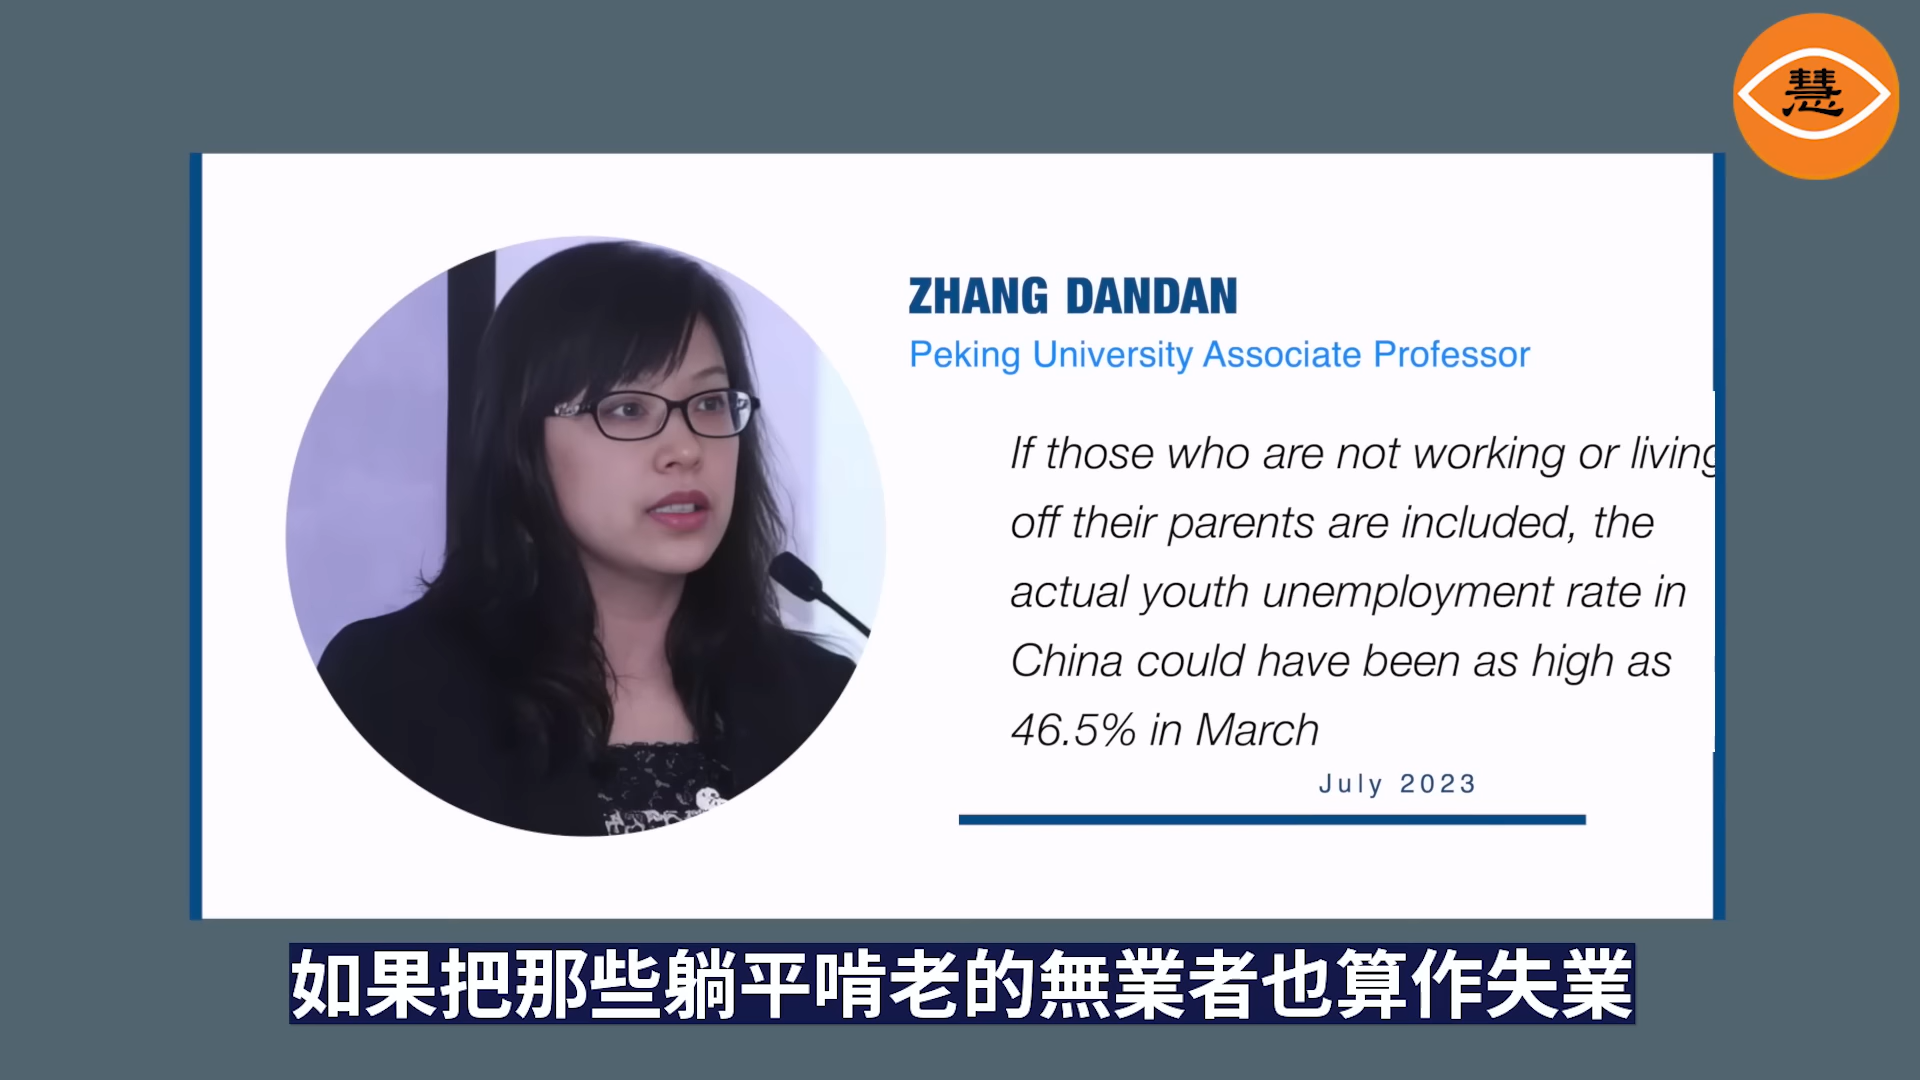 慧
ZHANG DANDAN
Peking University Associate Professor
If those who are not working or living
off their parents are included, the
actual youth unemployment rate in
China could have been as high as
46.5% in March
July 2023
如果把那些躺平啃老的無業者也算作失業